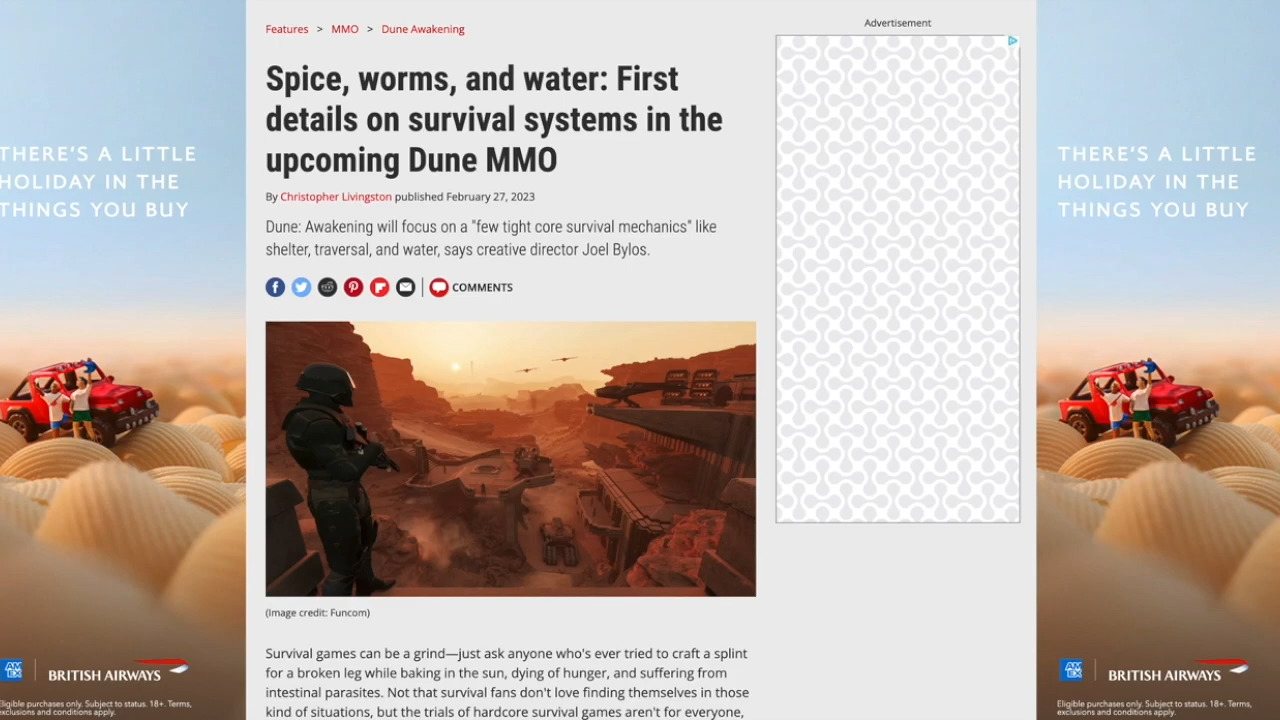 Features > MMO > Dune Awakening
Advertisement
Spice, worms, and water: First
details on survival systems in the
upcoming Dune MMO
By Christopher Livingston published February 27, 2023
Dune: Awakening will focus on a "few tight core survival mechanics" like
shelter, traversal, and water, says creative director Joel Bylos.
COMMENTS
(Image credit: Funcom)
Survival games can be a grind—just ask anyone who's ever tried to craft a splint
for a broken leg while baking in the sun, dying of hunger, and suffering from
intestinal parasites. Not that survival fans don't love finding themselves in those
kind of situations, but the trials of hardcore survival games aren't for everyone,
THERE'S A LITTLE
HOLIDAY IN THE
THINGS YOU BUY
AM
EX
BRITISH AIRWAYS
Eligible purchases only. Subject to status. 18+. Terms,
exclusions and conditions apply.
THERE'S A LITTLE
HOLIDAY IN THE
THINGS YOU BUY
AM
EX
BRITISH AIRWAYS
Eligible purchases only. Subject to status. 18+. Terms,
exclusions and conditions apply.